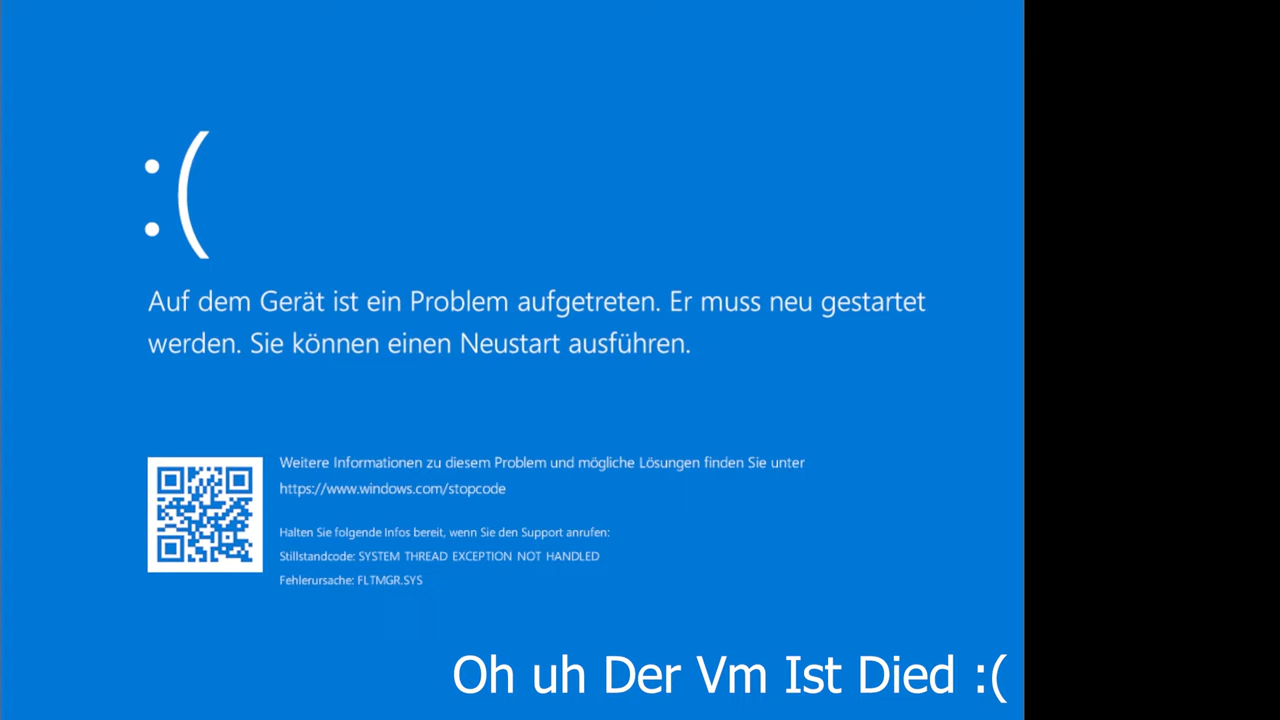 :(
Auf dem Gerät ist ein Problem aufgetreten. Er muss neu gestartet
werden. Sie können einen Neustart ausführen.
Weitere Informationen zu diesem Problem und mögliche Lösungen finden Sie unter
https://www.windows.com/stopcode
Halten Sie folgende Infos bereit, wenn Sie den Support anrufen:
Stillstandcode: SYSTEM THREAD EXCEPTION NOT HANDLED
Fehlerursache: FLTMGR.SYS
Oh uh Der Vm Ist Died :(